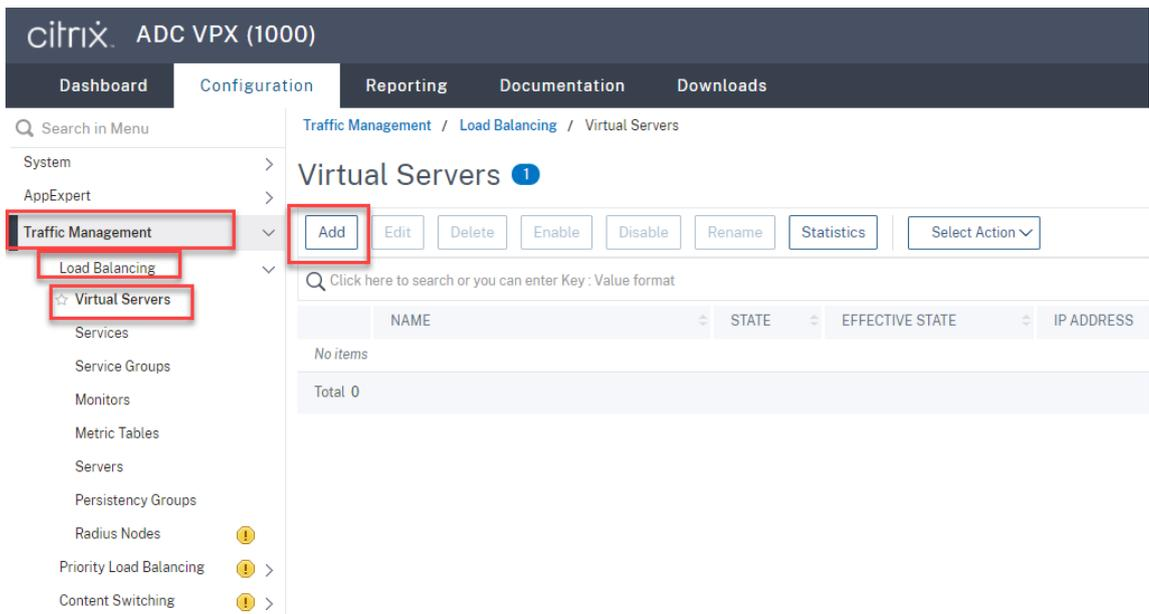 citrix. ADC VPX (1000)
Dashboard Configuration Reporting Documentation Downloads
Search in Menu
System
AppExpert
Traffic Management
Load Balancing
Virtual Servers
Services
Service Groups
Monitors
Metric Tables
Servers
Persistency Groups
Radius Nodes !
Priority Load Balancing !
Content Switching !
Traffic Management / Load Balancing / Virtual Servers
Virtual Servers 1
Add Edit Delete Enable Disable Rename Statistics Select Action
Click here to search or you can enter Key : Value format
NAME STATE EFFECTIVE STATE IP ADDRESS
No items
Total 0